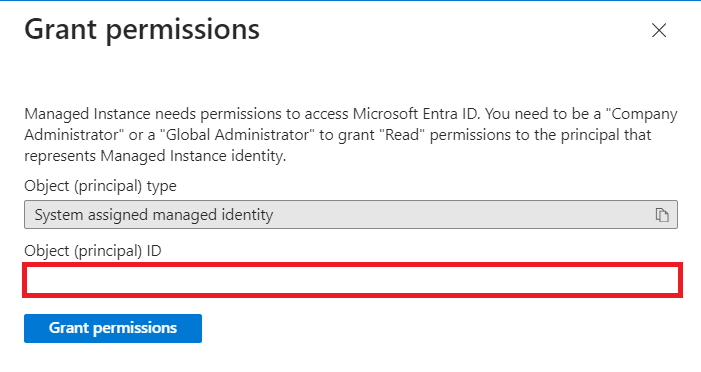 Grant permissions
Managed Instance needs permissions to access Microsoft Entra ID. You need to be a "Company
Administrator" or a "Global Administrator" to grant "Read" permissions to the principal that
represents Managed Instance identity.
Object (principal) type
System assigned managed identity
Object (principal) ID
Grant permissions